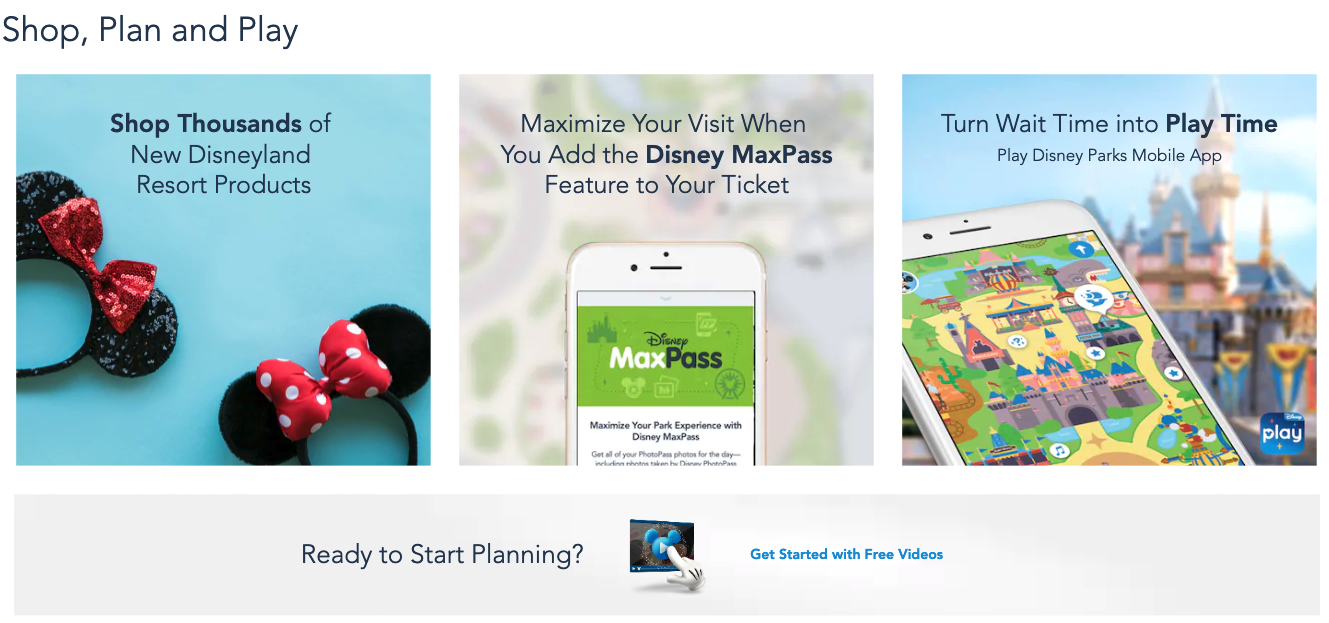 Shop, Plan and Play
Shop Thousands of
New Disneyland
Resort Products
Maximize Your Visit When
You Add the Disney MaxPass
Feature to Your Ticket
Disney
MaxPass
Maximize Your Park Experience with
Disney MaxPass
Get all of your PhotoPass photos for the day—
including photos taken by Disney PhotoPass
Turn Wait Time into Play Time
Play Disney Parks Mobile App
Disney
play
Ready to Start Planning?
Get Started with Free Videos